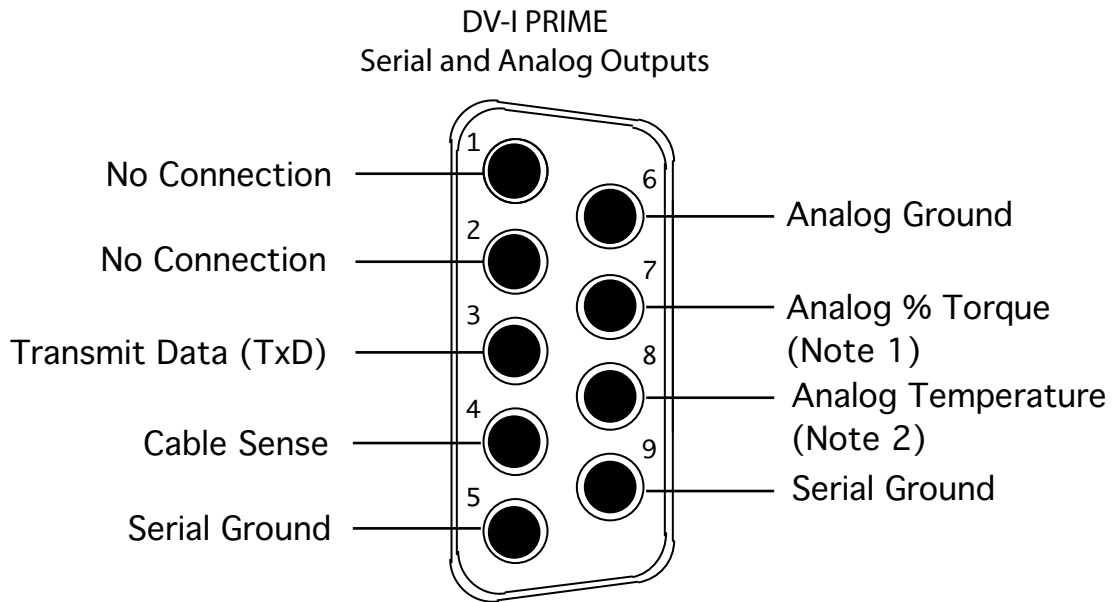 DV-I PRIME
Serial and Analog Outputs
1
No Connection
2
No Connection
3
Transmit Data (TxD)
4
Cable Sense
5
Serial Ground
6
Analog Ground
7
Analog % Torque
(Note 1)
8
Analog Temperature
(Note 2)
9
Serial Ground